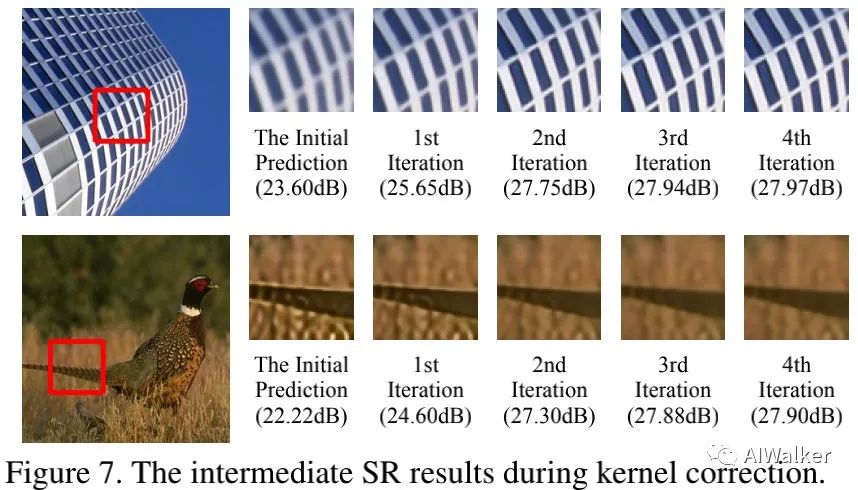 The Initial Prediction (23.60dB)
1st Iteration (25.65dB)
2nd Iteration (27.75dB)
3rd Iteration (27.94dB)
4th Iteration (27.97dB)
The Initial Prediction (22.22dB)
1st Iteration (24.60dB)
2nd Iteration (27.30dB)
3rd Iteration (27.88dB)
4th Iteration (27.90dB)
AIWalker
Figure 7. The intermediate SR results during kernel correction.